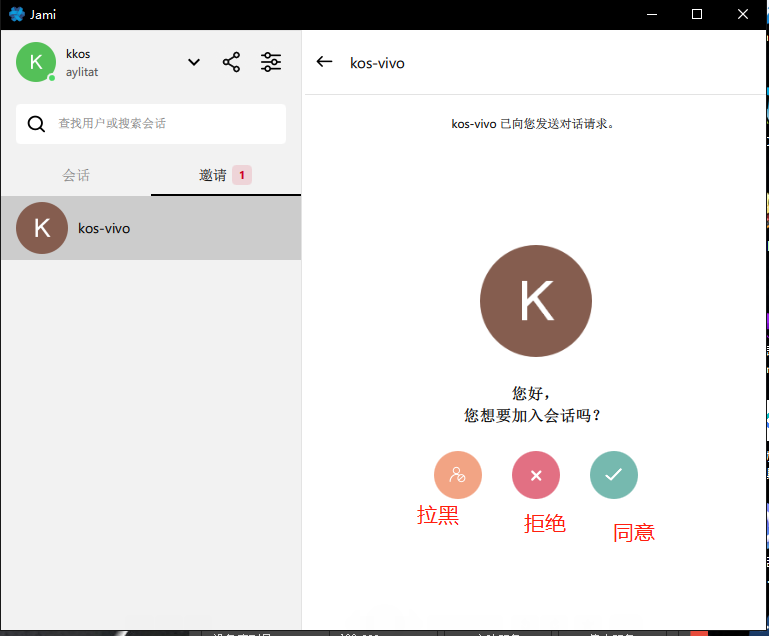 Jami
K
kkos
aylitat
kos-vivo
查找用户或搜索会话
kos-vivo 已向您发送对话请求。
会话
邀请 1
K
kos-vivo
K
您好，
您想要加入会话吗？
拉黑
拒绝
同意